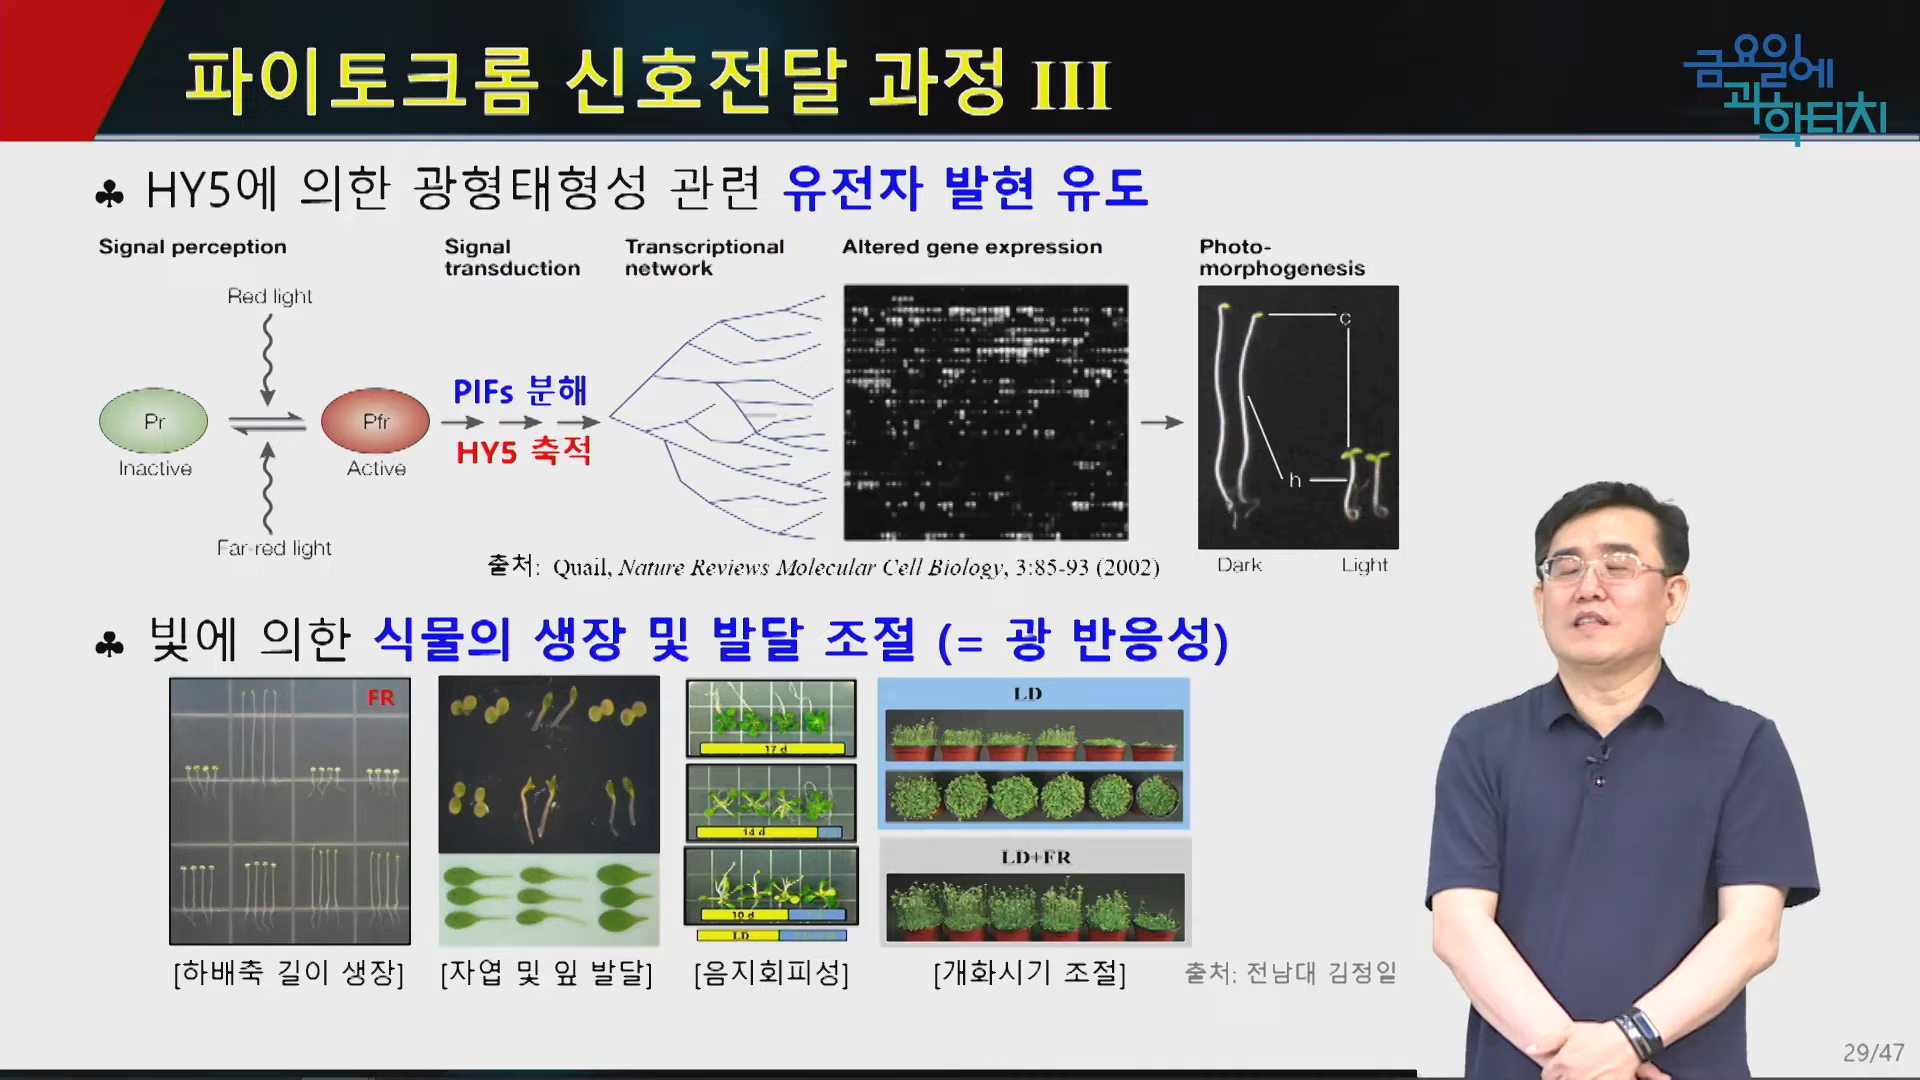 파이토크롬 신호전달 과정 III
금요일에
과학터치
♣ HY5에 의한 광형태형성 관련 유전자 발현 유도
Signal perception
Signal transduction
Transcriptional network
Altered gene expression
Photo-morphogenesis
Red light
Pr
Inactive
Pfr
Active
Far-red light
PIFs 분해
HY5 축적
c
h
Dark
Light
출처: Quail, Nature Reviews Molecular Cell Biology, 3:85-93 (2002)
♣ 빛에 의한 식물의 생장 및 발달 조절 (= 광 반응성)
FR
17 d
14 d
10 d
LD
LD
LD+FR
[하배축 길이 생장]
[자엽 및 잎 발달]
[음지회피성]
[개화시기 조절]
출처: 전남대 김정일
29/47